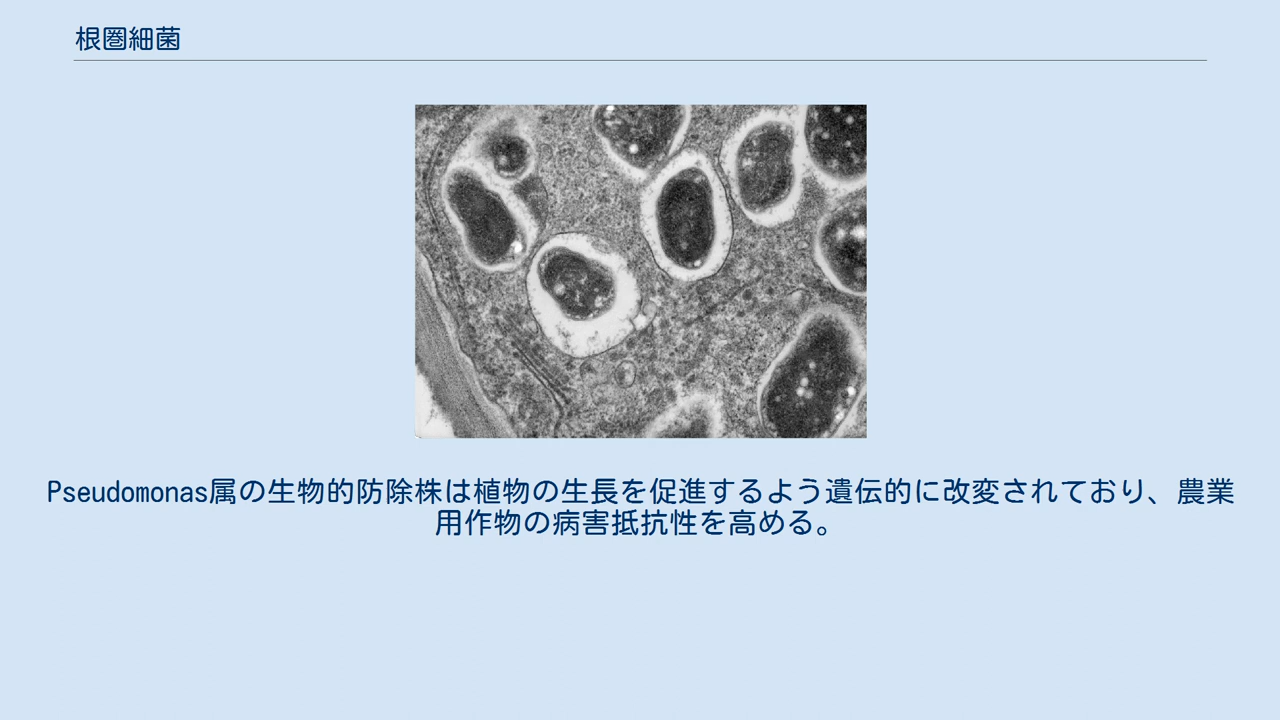 根圏細菌
Pseudomonas属の生物的防除株は植物の生長を促進するよう遺伝的に改変されており、農業
用作物の病害抵抗性を高める。